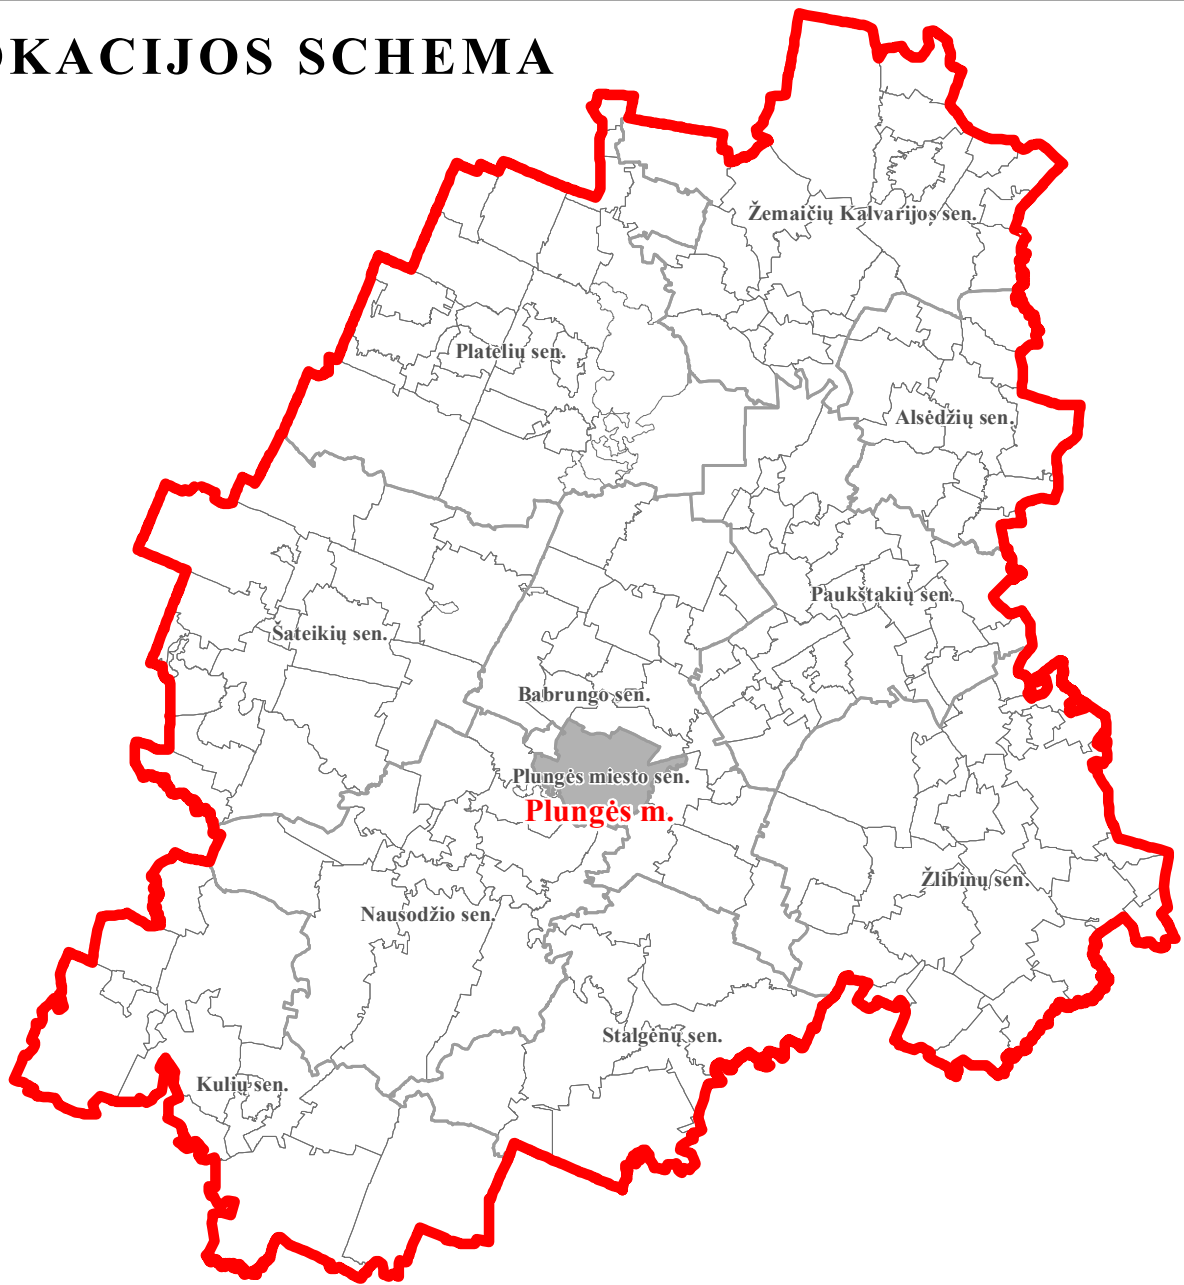 OKACIJOS SCHEMA
Žemaičių Kalvarijos sen.
Platelių sen.
Alsėdžių sen.
Paukštakių sen.
Šateikių sen.
Babrungo sen.
Plungės miesto sen.
Plungės m.
Žlibinų sen.
Nausodžio sen.
Stalgėnų sen.
Kulių sen.